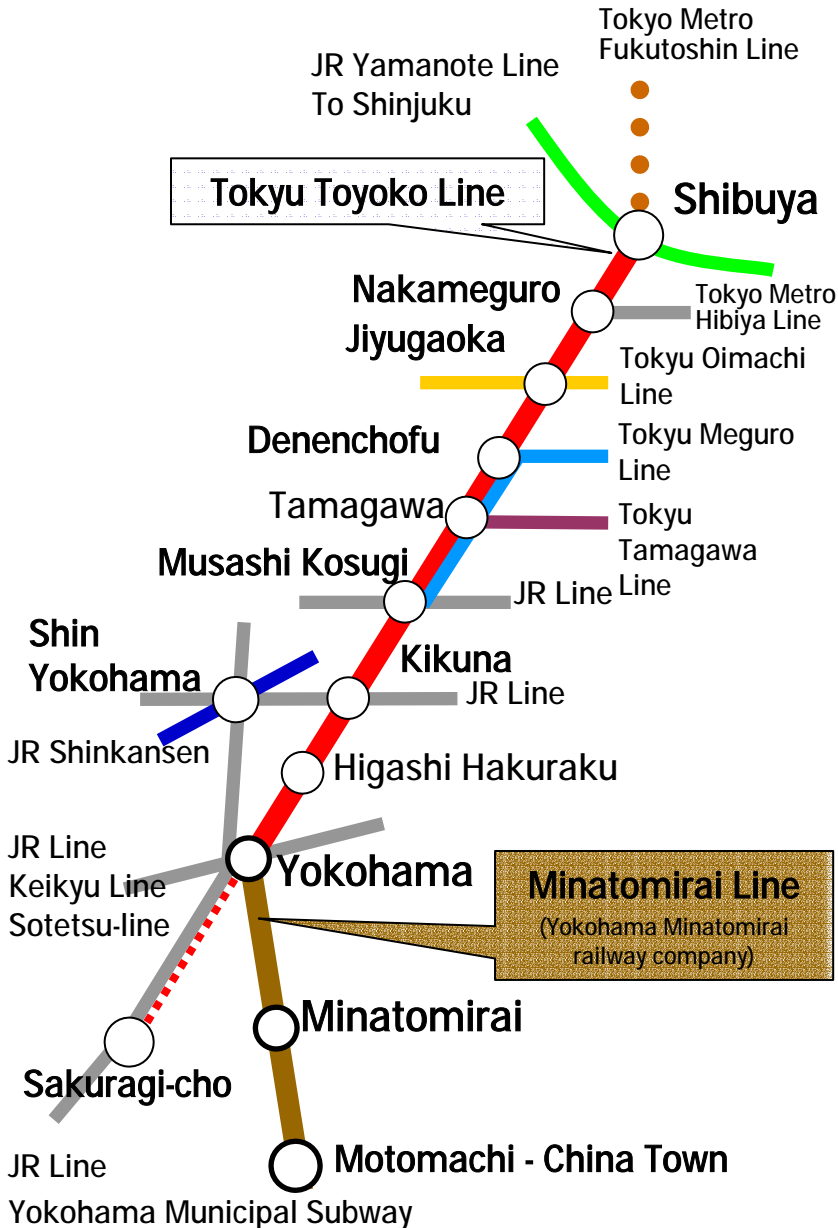 Tokyo Metro
Fukutoshin Line
JR Yamanote Line
To Shinjuku
Tokyu Toyoko Line
Shibuya
Nakameguro
Tokyo Metro
Hibiya Line
Jiyugaoka
Tokyu Oimachi
Line
Denenchofu
Tokyu Meguro
Line
Tamagawa
Tokyu
Tamagawa
Line
Musashi Kosugi
JR Line
Shin
Yokohama
Kikuna
JR Line
JR Shinkansen
Higashi Hakuraku
JR Line
Keikyu Line
Sotetsu-line
Yokohama
Minatomirai Line
(Yokohama Minatomirai
railway company)
Minatomirai
Sakuragi-cho
Motomachi - China Town
JR Line
Yokohama Municipal Subway